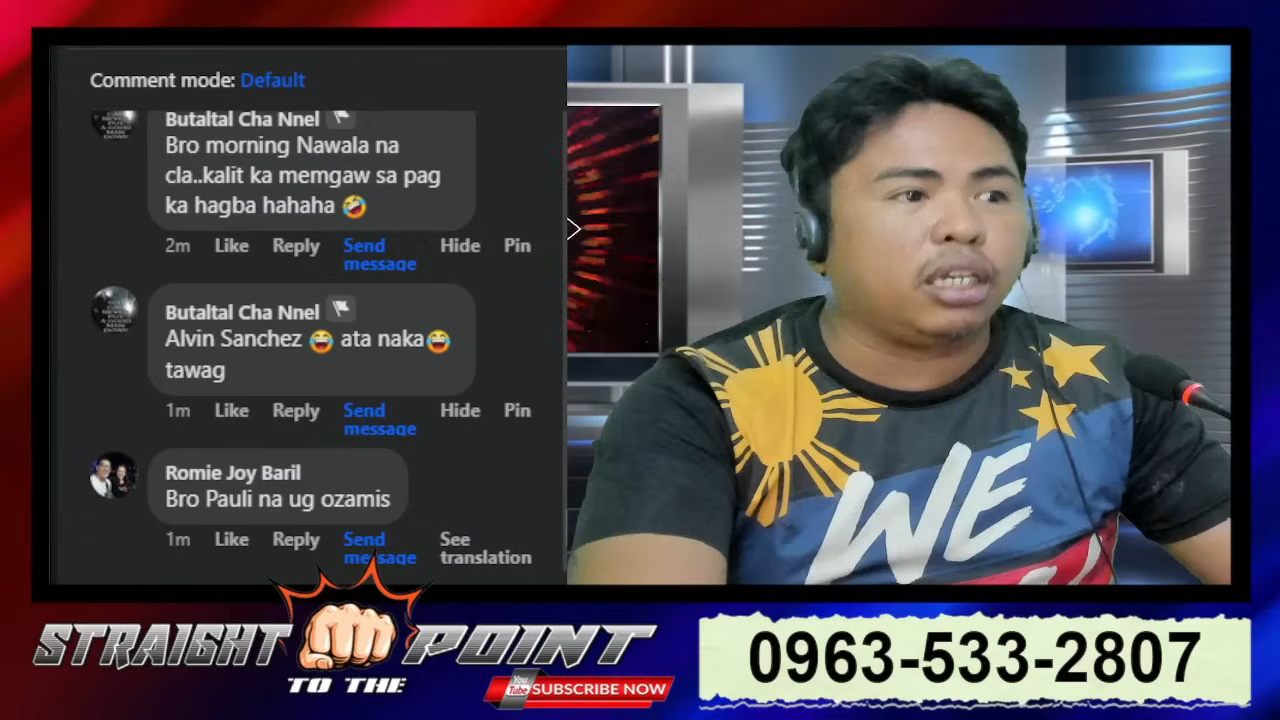 Comment mode: Default
Butaltal Cha Nnel
Bro morning Nawala na
cla..kalit ka memgaw sa pag
ka hagba hahaha 🤣
2m Like Reply Send message Hide Pin
Butaltal Cha Nnel
Alvin Sanchez 😂 ata naka😂
tawag
1m Like Reply Send message Hide Pin
Romie Joy Baril
Bro Pauli na ug ozamis
1m Like Reply Send message See translation
WE
STRAIGHT
TO THE
POINT
You
Tube
SUBSCRIBE NOW
0963-533-2807